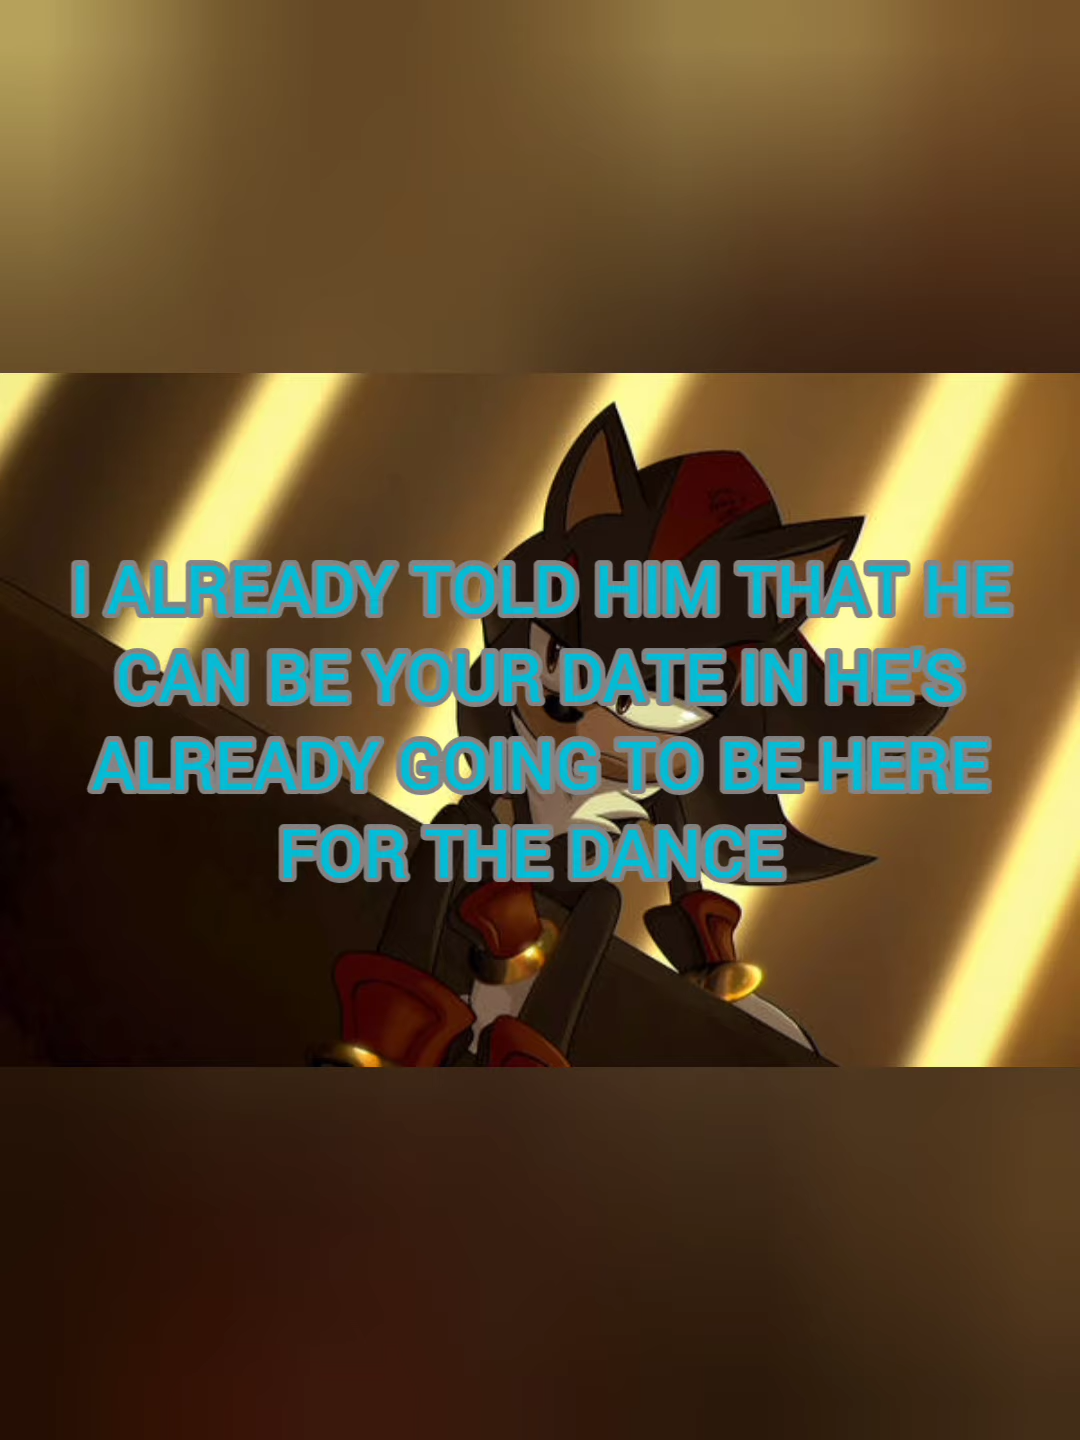 I ALREADY TOLD HIM THAT HE
CAN BE YOUR DATE IN HE'S
ALREADY GOING TO BE HERE
FOR THE DANCE